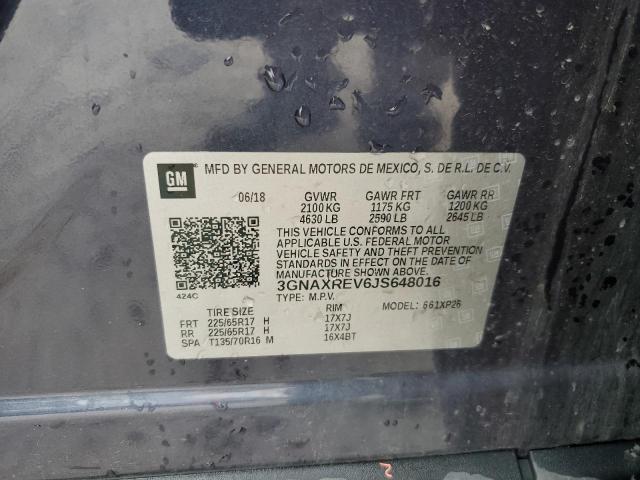 GM
MFD BY GENERAL MOTORS DE MEXICO, S. DE R.L. DE C.V.
06/18 GVWR GAWR FRT GAWR RR
2100 KG 1175 KG 1200 KG
4630 LB 2590 LB 2645 LB
THIS VEHICLE CONFORMS TO ALL
APPLICABLE U.S. FEDERAL MOTOR
VEHICLE SAFETY AND THEFT PREVENTION
STANDARDS IN EFFECT ON THE DATE OF
MANUFACTURE SHOWN ABOVE.
3GNAXREV6JS648016
424C
TYPE: M.P.V. MODEL: 661XP26
TIRE SIZE RIM
FRT 225/65R17 H 17X7J
RR 225/65R17 H 17X7J
SPA T135/70R16 M 16X4BT